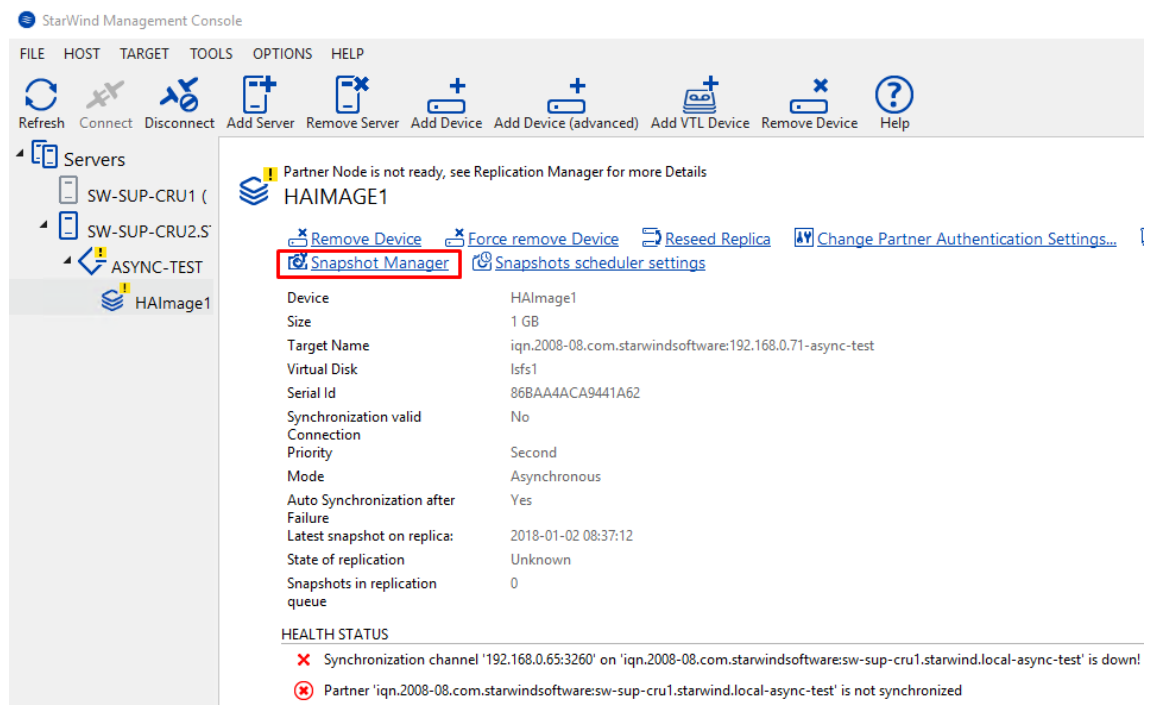 StarWind Management Console
FILE HOST TARGET TOOLS OPTIONS HELP
Refresh Connect Disconnect Add Server Remove Server Add Device Add Device (advanced) Add VTL Device Remove Device Help
Servers
SW-SUP-CRU1 (
SW-SUP-CRU2.S
ASYNC-TEST
HAImage1
Partner Node is not ready, see Replication Manager for more Details
HAIMAGE1
Remove Device Force remove Device Reseed Replica Change Partner Authentication Settings...
Snapshot Manager Snapshots scheduler settings
Device HAImage1
Size 1 GB
Target Name iqn.2008-08.com.starwindsoftware:192.168.0.71-async-test
Virtual Disk lsfs1
Serial Id 86BAA4ACA9441A62
Synchronization valid No
Connection
Priority Second
Mode Asynchronous
Auto Synchronization after Yes
Failure
Latest snapshot on replica: 2018-01-02 08:37:12
State of replication Unknown
Snapshots in replication 0
queue
HEALTH STATUS
Synchronization channel '192.168.0.65:3260' on 'iqn.2008-08.com.starwindsoftware:sw-sup-cru1.starwind.local-async-test' is down!
Partner 'iqn.2008-08.com.starwindsoftware:sw-sup-cru1.starwind.local-async-test' is not synchronized